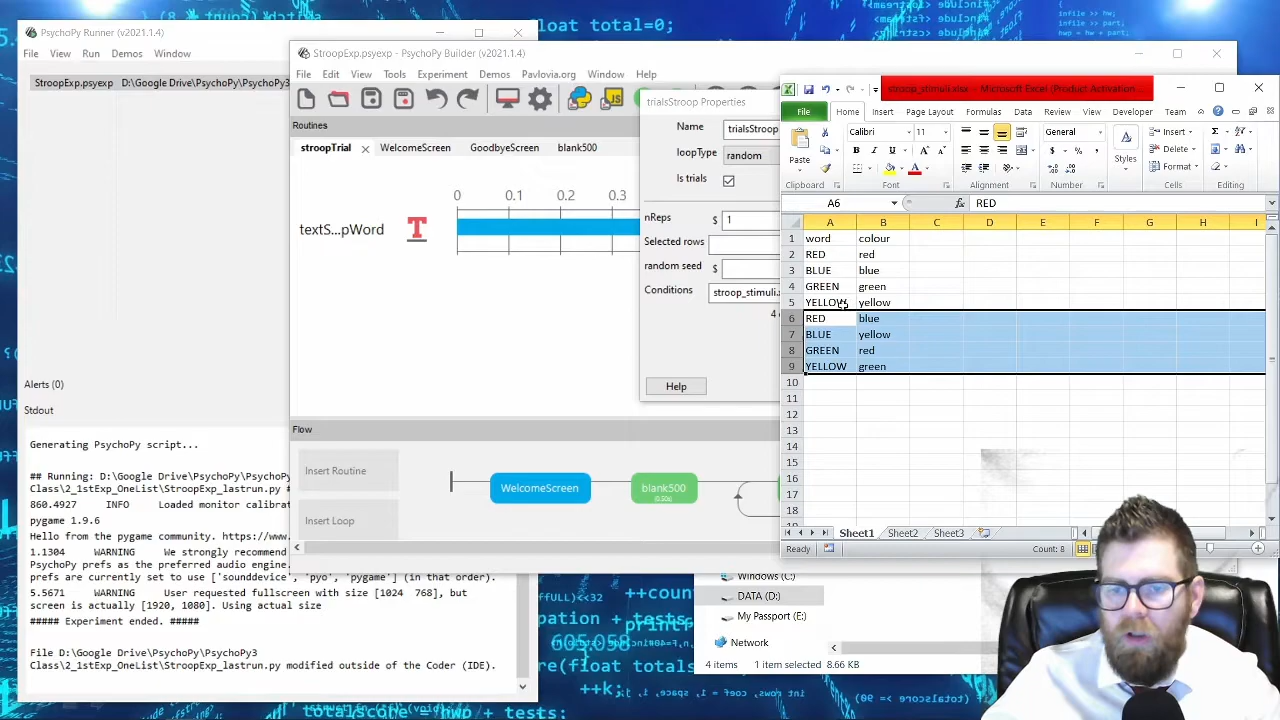 PsychoPy Runner (v2021.1.4)
File View Run Demos Window
StroopExp.psyexp D:\Google Drive\PsychoPy\PsychoPy3
Alerts (0)
Stdout
Generating PsychoPy script...
## Running: D:\Google Drive\PsychoPy\PsychoPy
Class\2_1stExp_OneList\StroopExp_lastrun.py #
860.4927 INFO Loaded monitor calibrat
pygame 1.9.6
Hello from the pygame community. https://www.
1.1304 WARNING We strongly recommend
PsychoPy prefs as the preferred audio engine.
prefs are currently set to use ['sounddevice', 'pyo', 'pygame'] (in that order).
5.5671 WARNING User requested fullscreen with size [1024 768], but
screen is actually [1920, 1080]. Using actual size
##### Experiment ended. #####
File D:\Google Drive\PsychoPy\PsychoPy3
Class\2_1stExp_OneList\StroopExp_lastrun.py modified outside of the Coder (IDE).
StroopExp.psyexp - PsychoPy Builder (v2021.1.4)
File Edit View Tools Experiment Demos Pavlovia.org Window Help
JS
Routines
stroopTrial WelcomeScreen GoodbyeScreen blank500
0 0.1 0.2 0.3
textS...pWord T
Flow
Insert Routine
Insert Loop
WelcomeScreen blank500
(0.50s)
trialsStroop Properties
Name trialsStroop
loopType random
Is trials
nReps $ 1
Selected rows
random seed $
Conditions stroop_stimuli.x
Help
stroop_stimuli.xlsx - Microsoft Excel (Product Activation...
File Home Insert Page Layout Formulas Data Review View Developer Team
Paste
Calibri 11
General
Styles
Insert
Delete
Format
Clipboard Font Alignment Number Cells Editing
A6 fx RED
A B C D E F G H I
1 word colour
2 RED red
3 BLUE blue
4 GREEN green
5 YELLOW yellow
6 RED blue
7 BLUE yellow
8 GREEN red
9 YELLOW green
10
11
12
13
14
15
16
17
18
Sheet1 Sheet2 Sheet3
Ready Count: 8
Windows (C:)
DATA (D:)
My Passport (E:)
Network
4 items 1 item selected 8.66 KB
float total=0;
++k;
totalscore = hwp + tests;